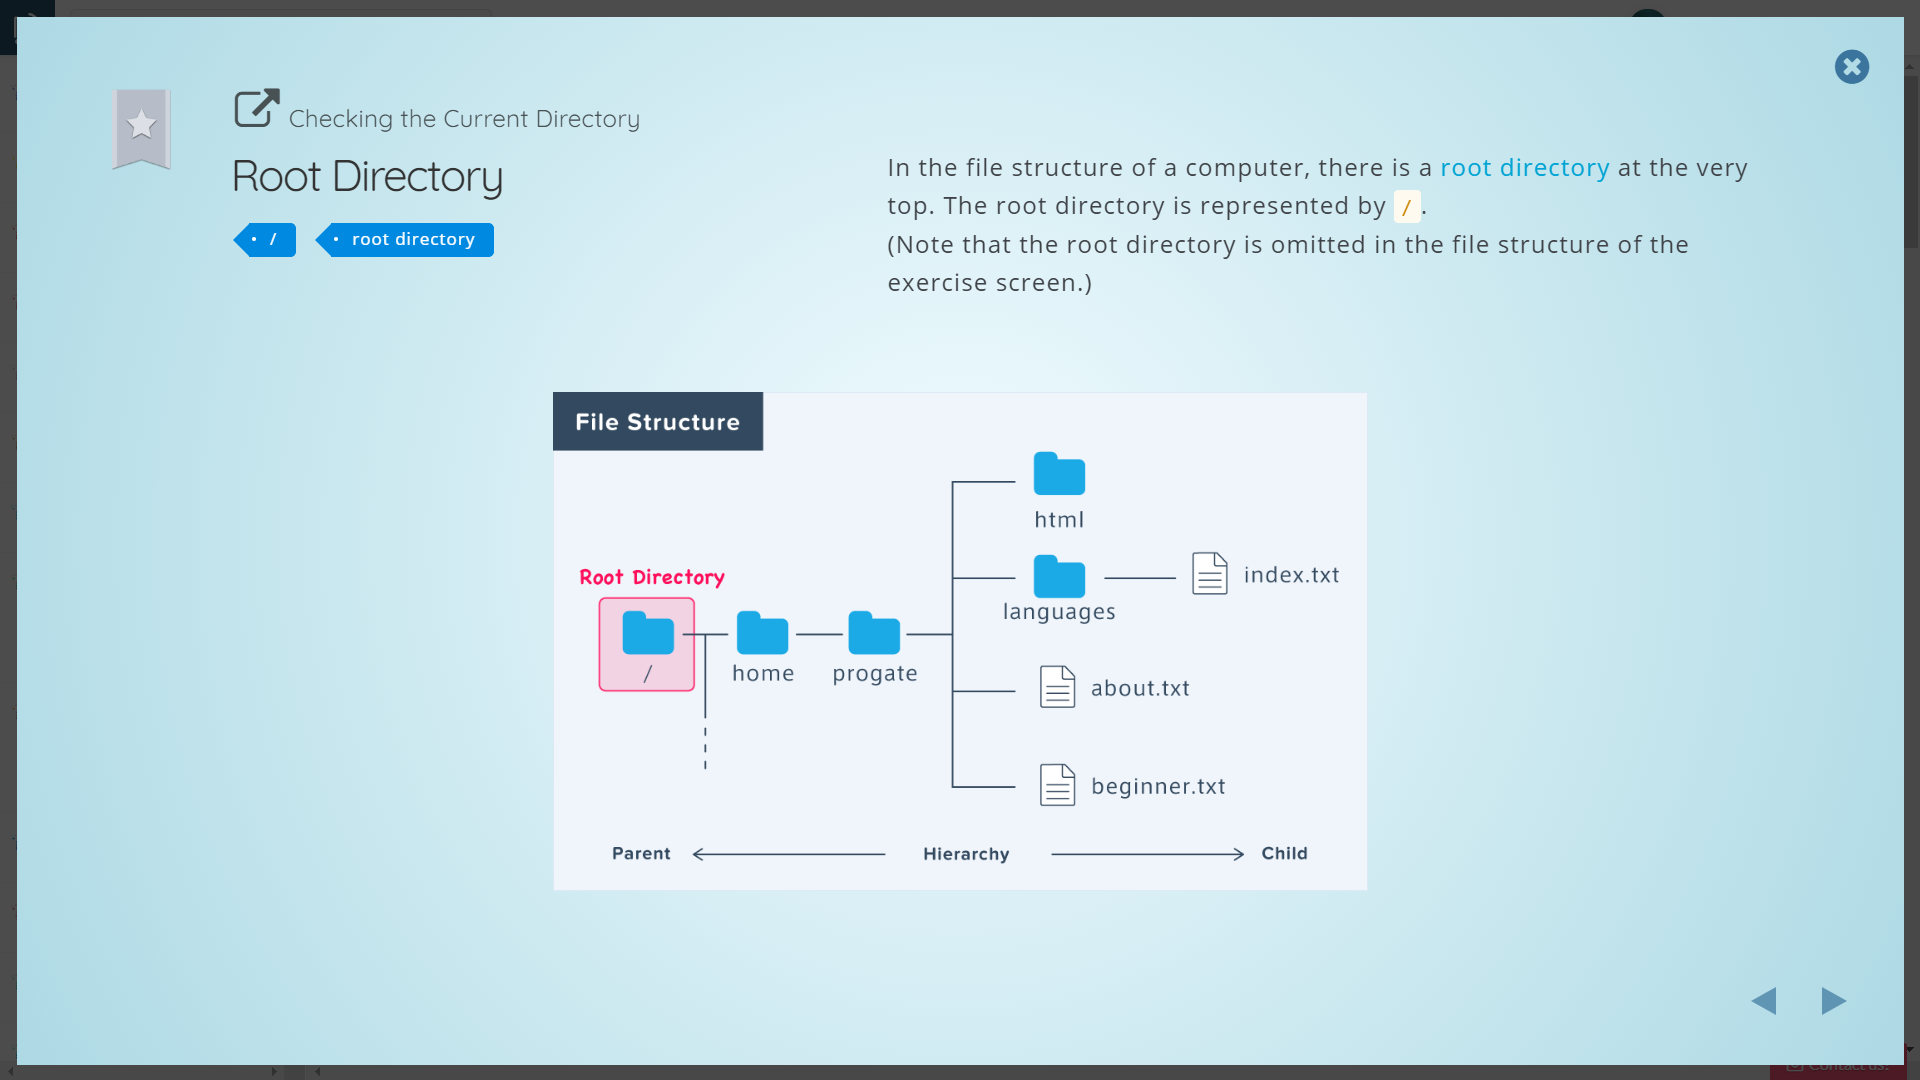 Checking the Current Directory
Root Directory
/
root directory
In the file structure of a computer, there is a root directory at the very
top. The root directory is represented by / .
(Note that the root directory is omitted in the file structure of the
exercise screen.)
File Structure
html
languages
index.txt
Root Directory
/
home
progate
about.txt
beginner.txt
Parent
Hierarchy
Child
Contact us!